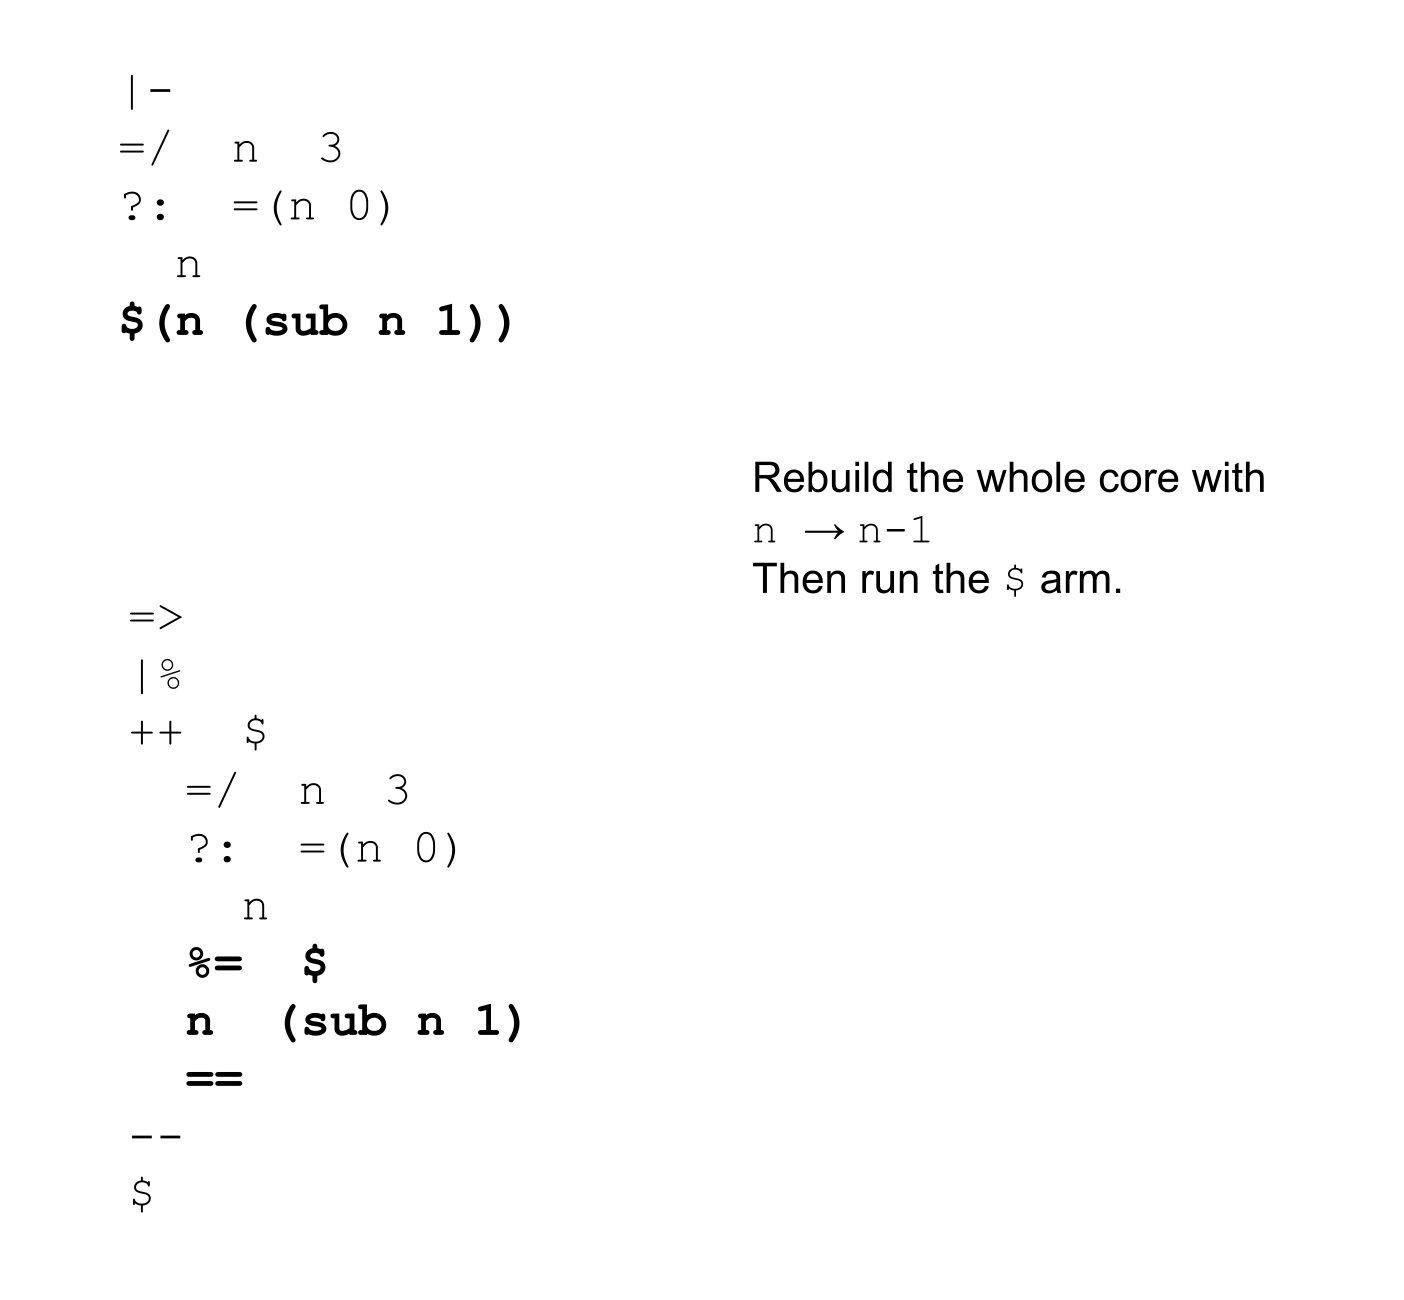 |-
=/  n  3
?:  =(n 0)
  n
$(n (sub n 1))
Rebuild the whole core with
n → n-1
Then run the $ arm.
=>
|%
++  $
  =/  n  3
  ?:  =(n 0)
    n
  %=  $
  n  (sub n 1)
  ==
--
$